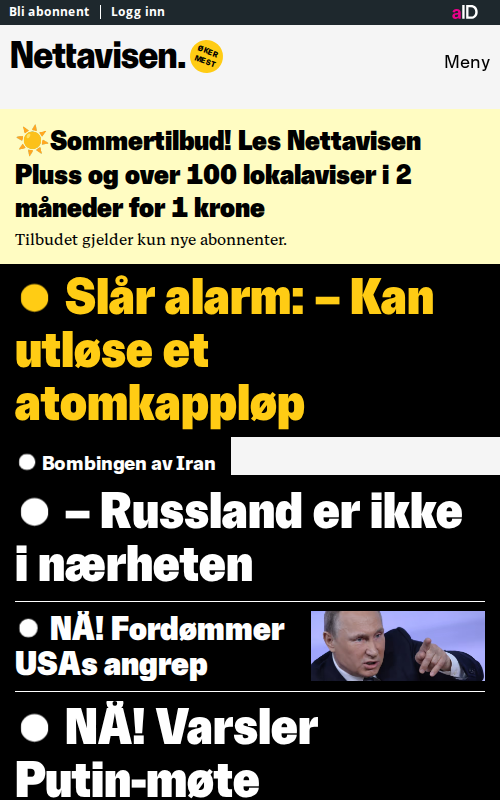 Bli abonnent | Logg inn
aID
Nettavisen.
ØKER
MEST
Meny
☀️Sommertilbud! Les Nettavisen
Pluss og over 100 lokalaviser i 2
måneder for 1 krone
Tilbudet gjelder kun nye abonnenter.
Slår alarm: – Kan
utløse et
atomkappløp
Bombingen av Iran
– Russland er ikke
i nærheten
NÅ! Fordømmer
USAs angrep
NÅ! Varsler
Putin-møte